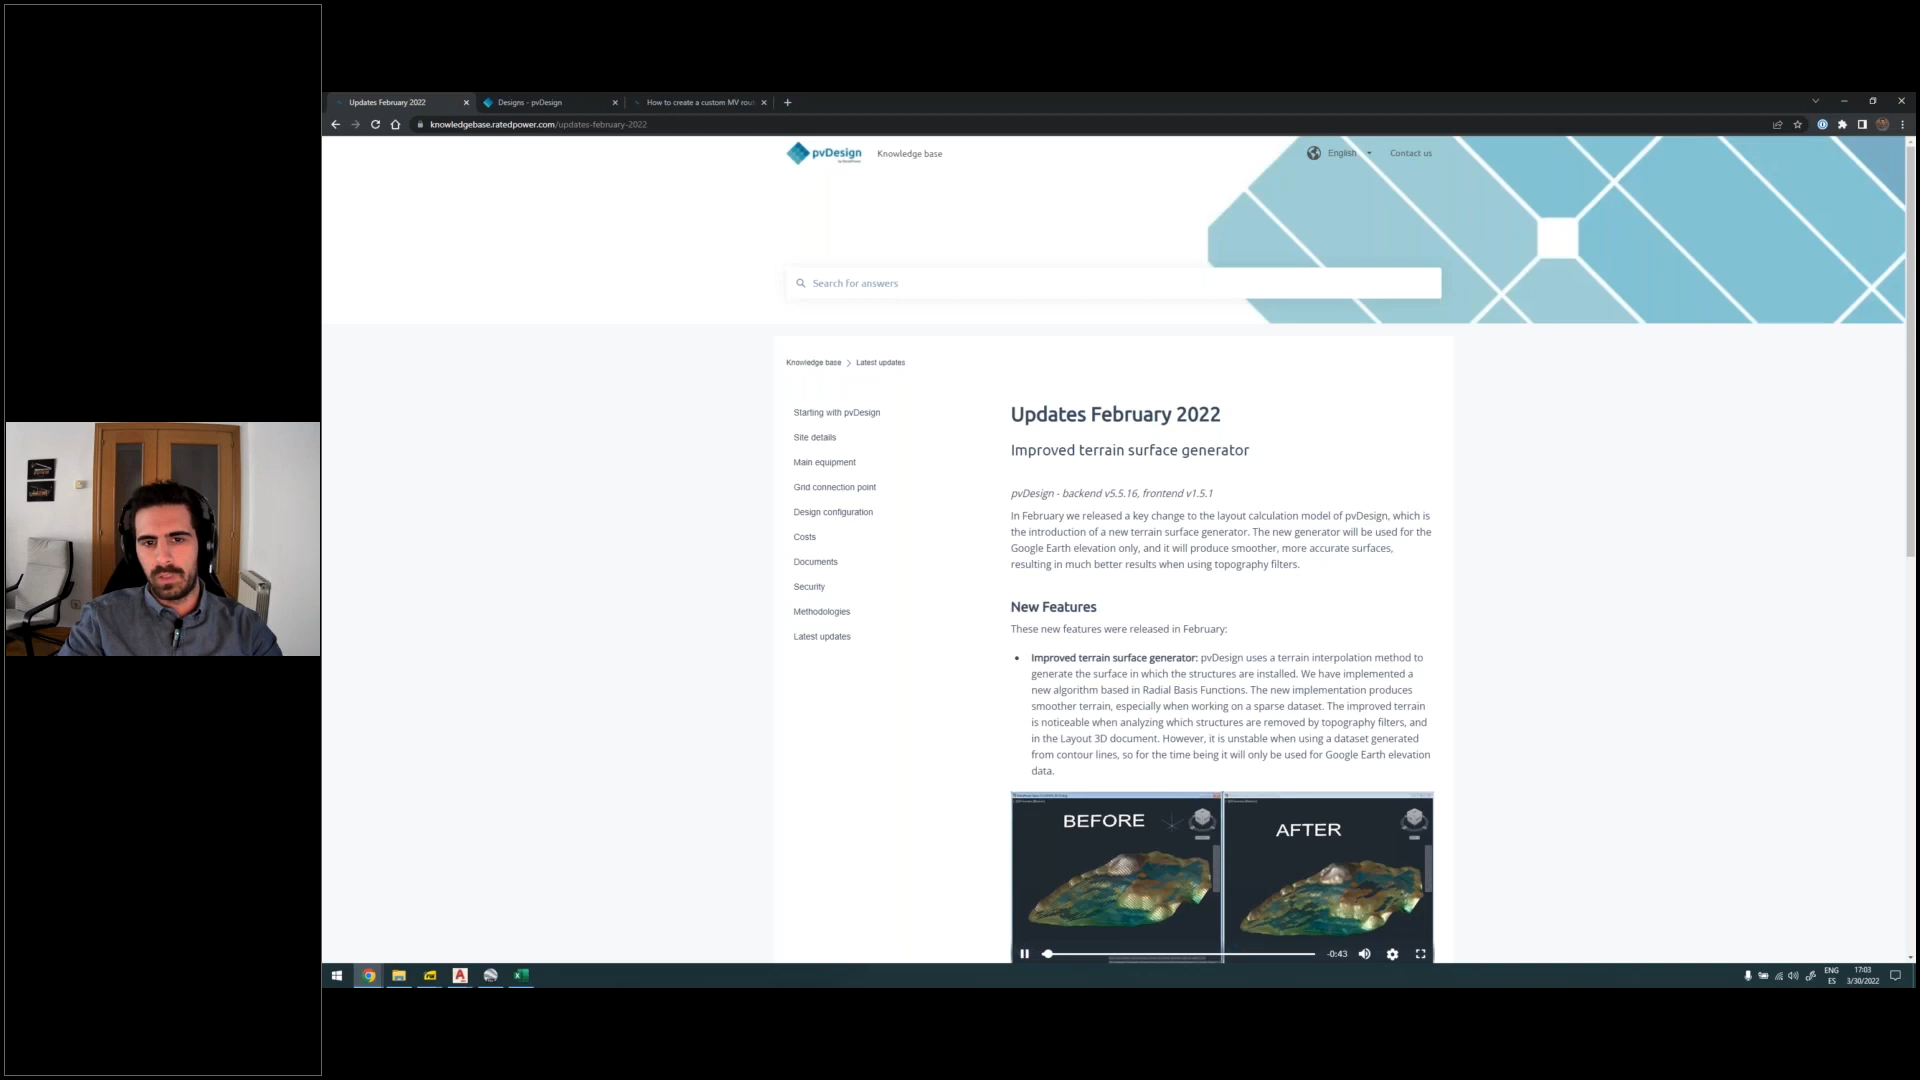 Updates February 2022
Designs - pvDesign
How to create a custom MV rou
knowledgebase.ratedpower.com/updates-february-2022
pvDesign
Knowledge base
English
Contact us
Search for answers
Knowledge base > Latest updates
Starting with pvDesign
Site details
Main equipment
Grid connection point
Design configuration
Costs
Documents
Security
Methodologies
Latest updates
Updates February 2022
Improved terrain surface generator
pvDesign - backend v5.5.16, frontend v1.5.1
In February we released a key change to the layout calculation model of pvDesign, which is
the introduction of a new terrain surface generator. The new generator will be used for the
Google Earth elevation only, and it will produce smoother, more accurate surfaces,
resulting in much better results when using topography filters.
New Features
These new features were released in February:
• Improved terrain surface generator: pvDesign uses a terrain interpolation method to
generate the surface in which the structures are installed. We have implemented a
new algorithm based in Radial Basis Functions. The new implementation produces
smoother terrain, especially when working on a sparse dataset. The improved terrain
is noticeable when analyzing which structures are removed by topography filters, and
in the Layout 3D document. However, it is unstable when using a dataset generated
from contour lines, so for the time being it will only be used for Google Earth elevation
data.
BEFORE
AFTER
-0:43
ENG
ES
17:03
3/30/2022